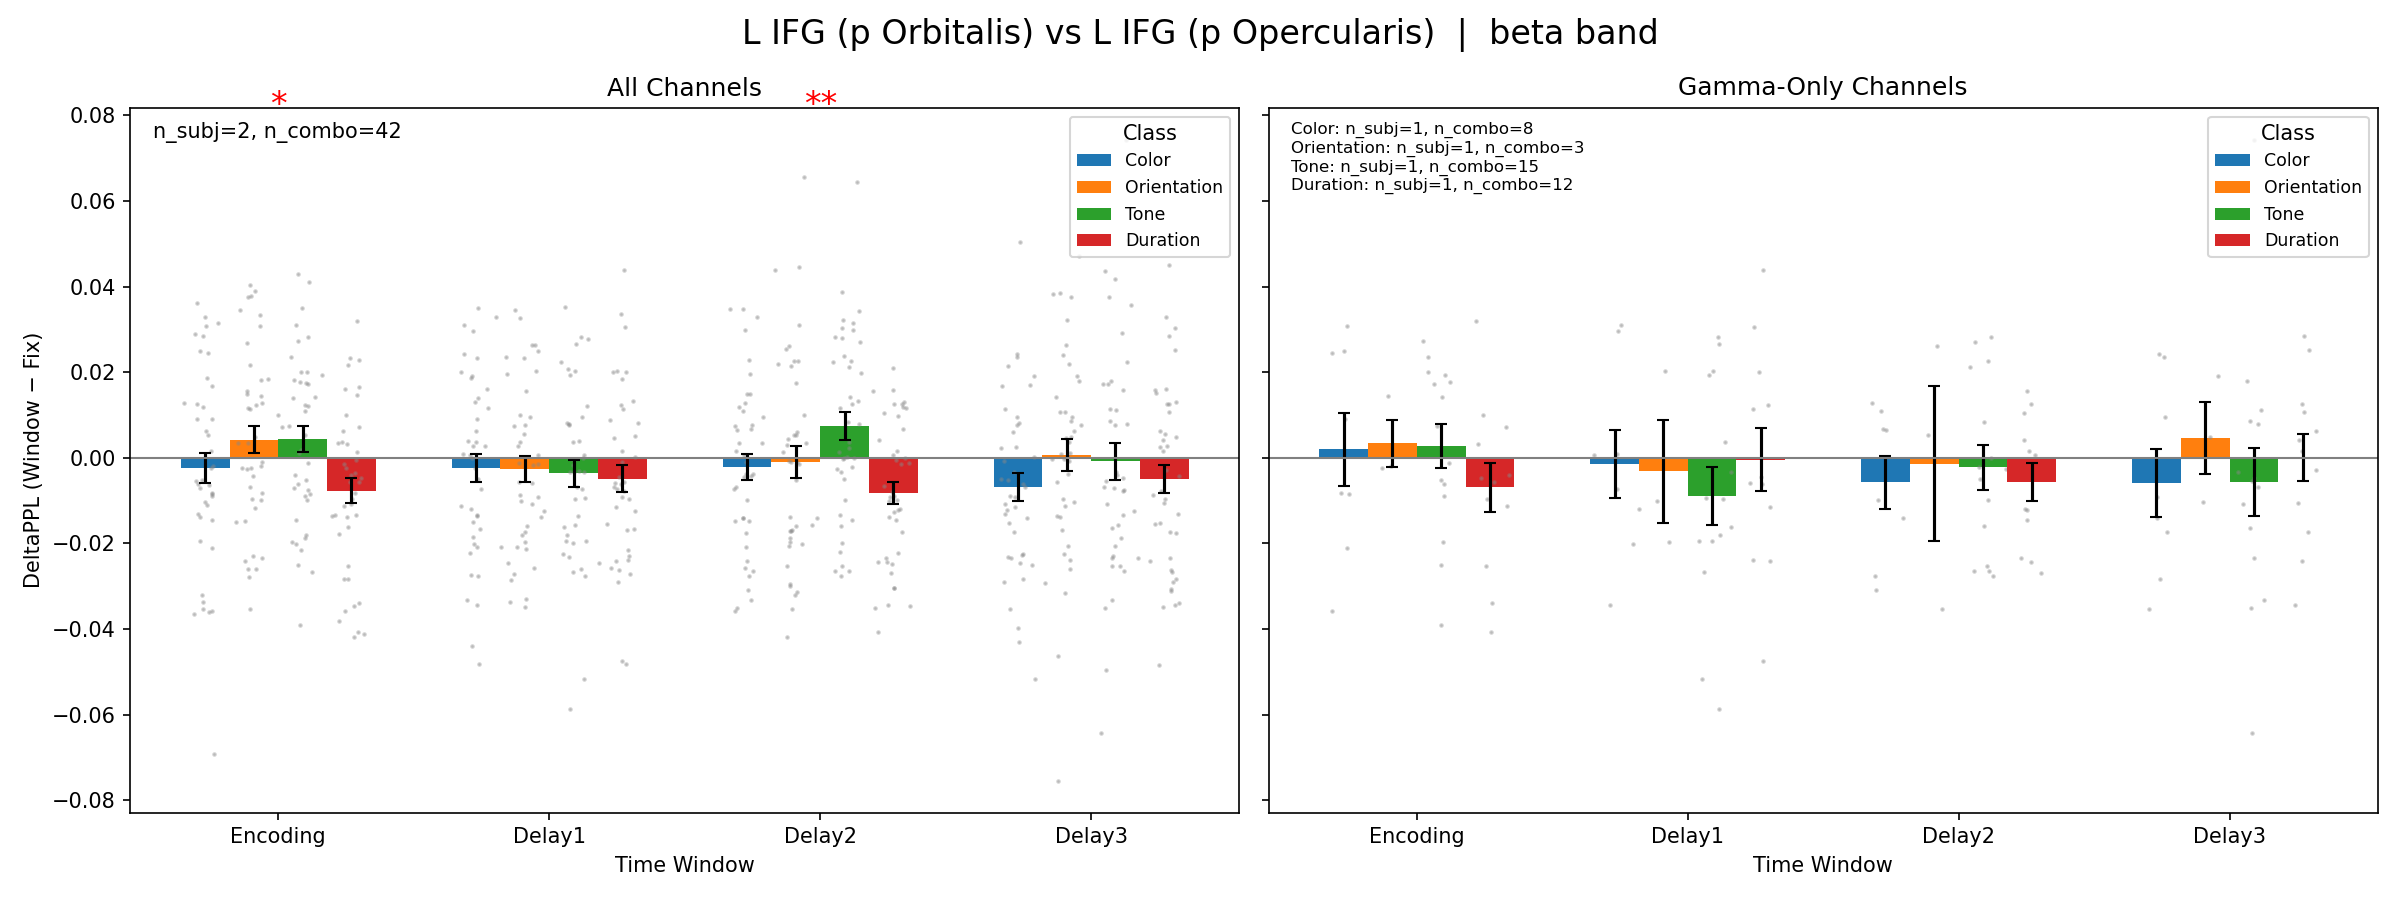 L IFG (p Orbitalis) vs L IFG (p Opercularis) | beta band
All Channels
* **
n_subj=2, n_combo=42
Class
Color
Orientation
Tone
Duration
DeltaPPL (Window − Fix)
0.08
0.06
0.04
0.02
0.00
−0.02
−0.04
−0.06
−0.08
Encoding Delay1 Delay2 Delay3
Time Window
Gamma-Only Channels
Color: n_subj=1, n_combo=8
Orientation: n_subj=1, n_combo=3
Tone: n_subj=1, n_combo=15
Duration: n_subj=1, n_combo=12
Class
Color
Orientation
Tone
Duration
Encoding Delay1 Delay2 Delay3
Time Window